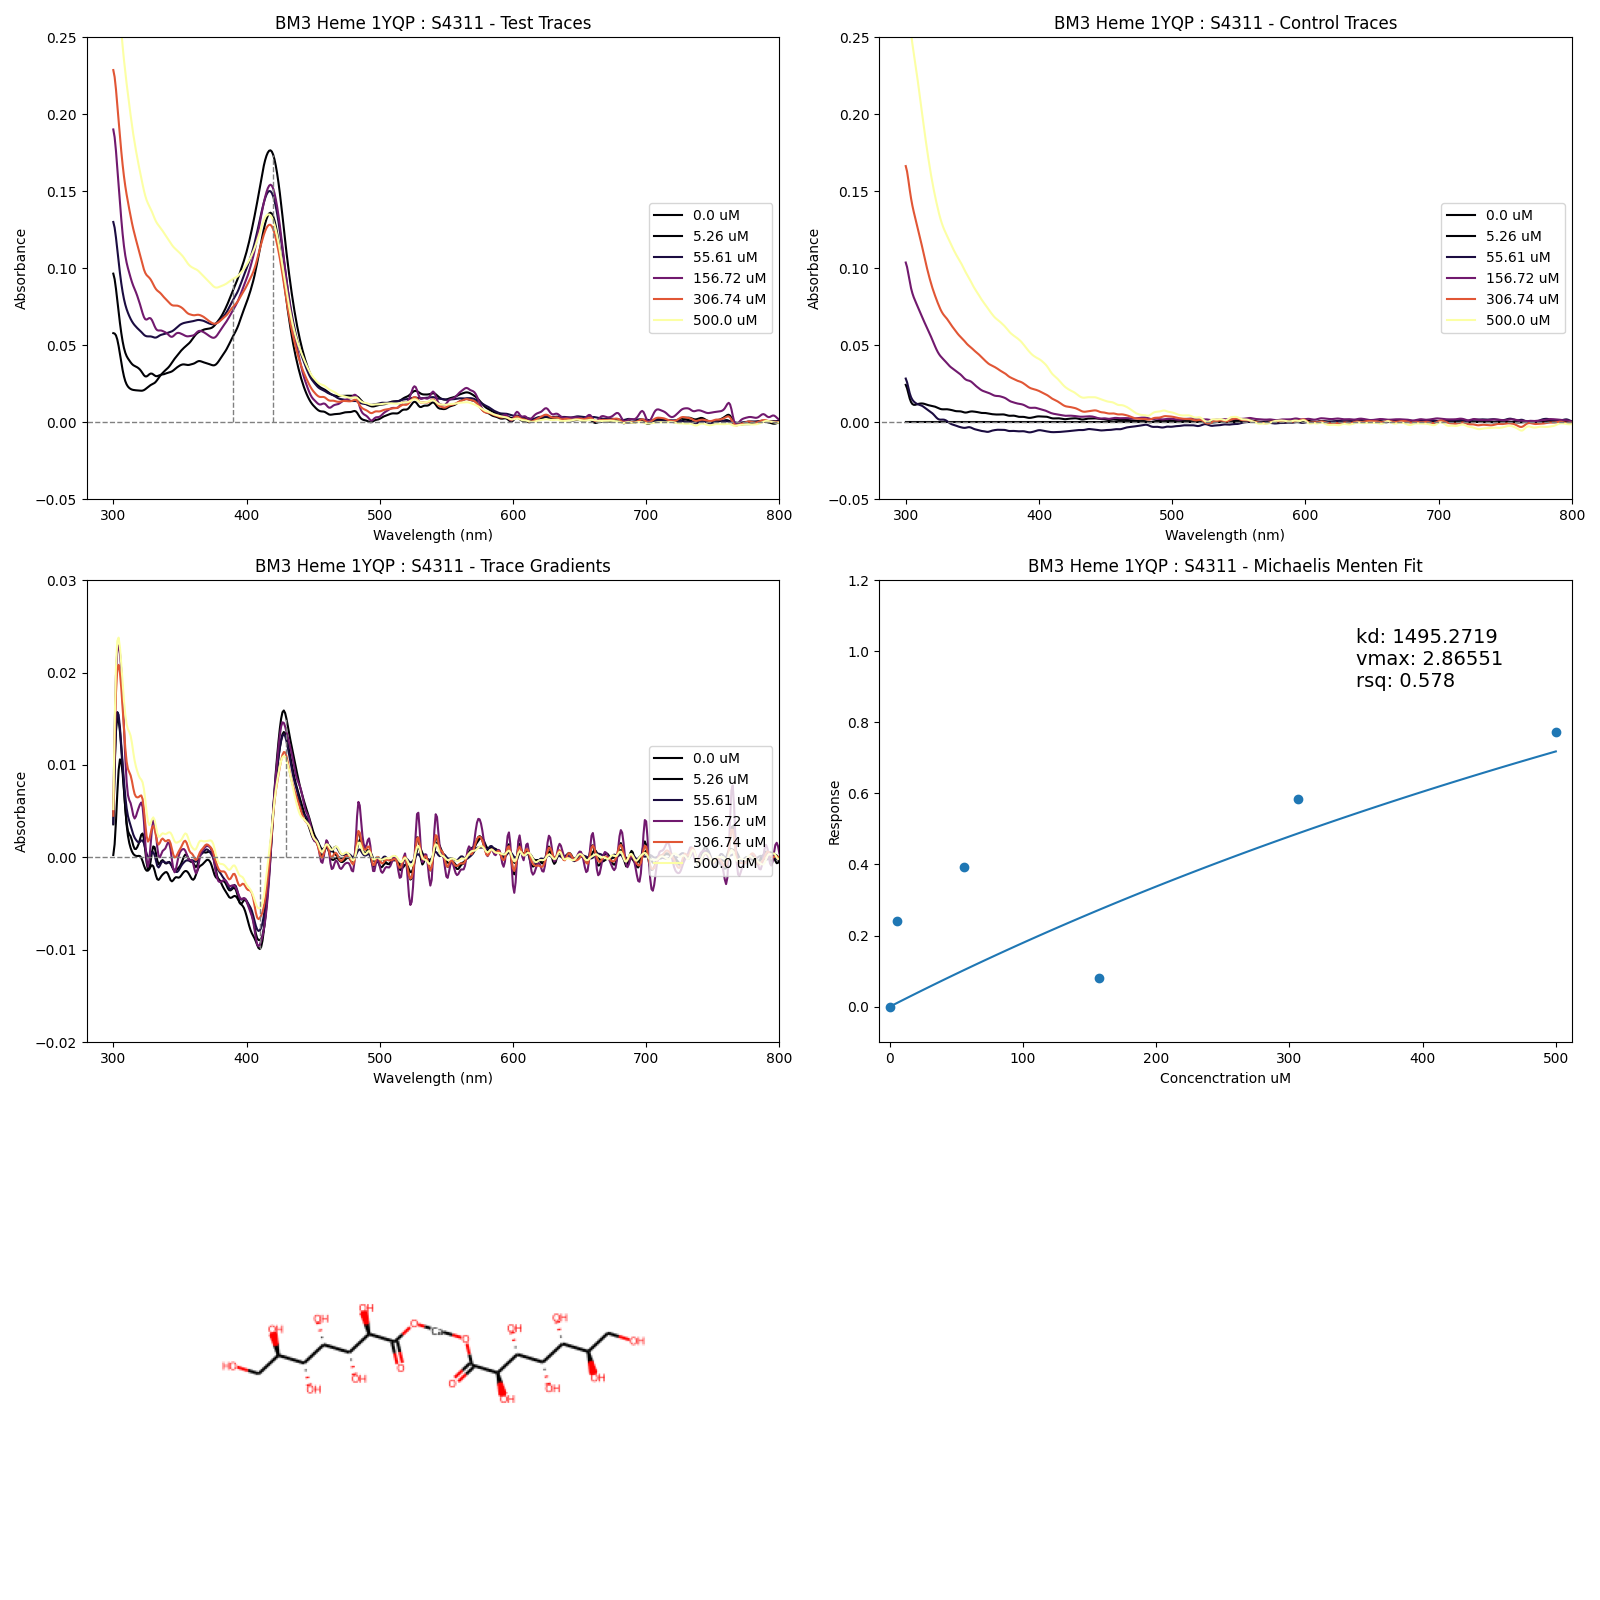 BM3 Heme 1YQP : S4311 - Test Traces
0.25
0.20
0.15
0.10
0.05
0.00
−0.05
Absorbance
300 400 500 600 700 800
Wavelength (nm)
0.0 uM
5.26 uM
55.61 uM
156.72 uM
306.74 uM
500.0 uM
BM3 Heme 1YQP : S4311 - Control Traces
0.25
0.20
0.15
0.10
0.05
0.00
−0.05
Absorbance
300 400 500 600 700 800
Wavelength (nm)
0.0 uM
5.26 uM
55.61 uM
156.72 uM
306.74 uM
500.0 uM
BM3 Heme 1YQP : S4311 - Trace Gradients
0.03
0.02
0.01
0.00
−0.01
−0.02
Absorbance
300 400 500 600 700 800
Wavelength (nm)
0.0 uM
5.26 uM
55.61 uM
156.72 uM
306.74 uM
500.0 uM
BM3 Heme 1YQP : S4311 - Michaelis Menten Fit
1.2
1.0
0.8
0.6
0.4
0.2
0.0
Response
kd: 1495.2719
vmax: 2.86551
rsq: 0.578
0 100 200 300 400 500
Concenctration uM
OH OH OH O Ca O OH OH
HO OH OH O O OH OH OH OH